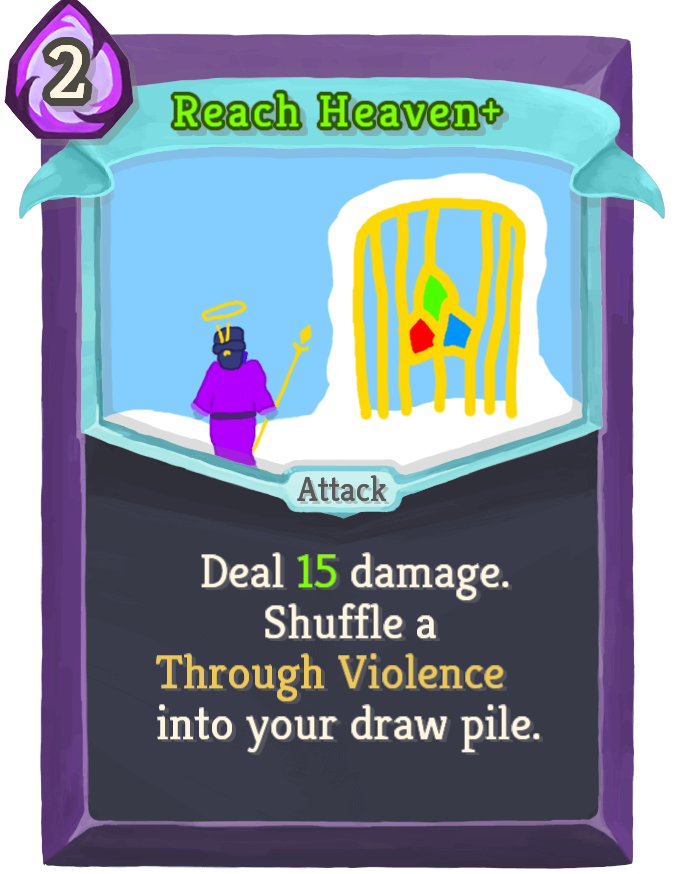 2
Reach Heaven+
Attack
Deal 15 damage.
Shuffle a
Through Violence
into your draw pile.